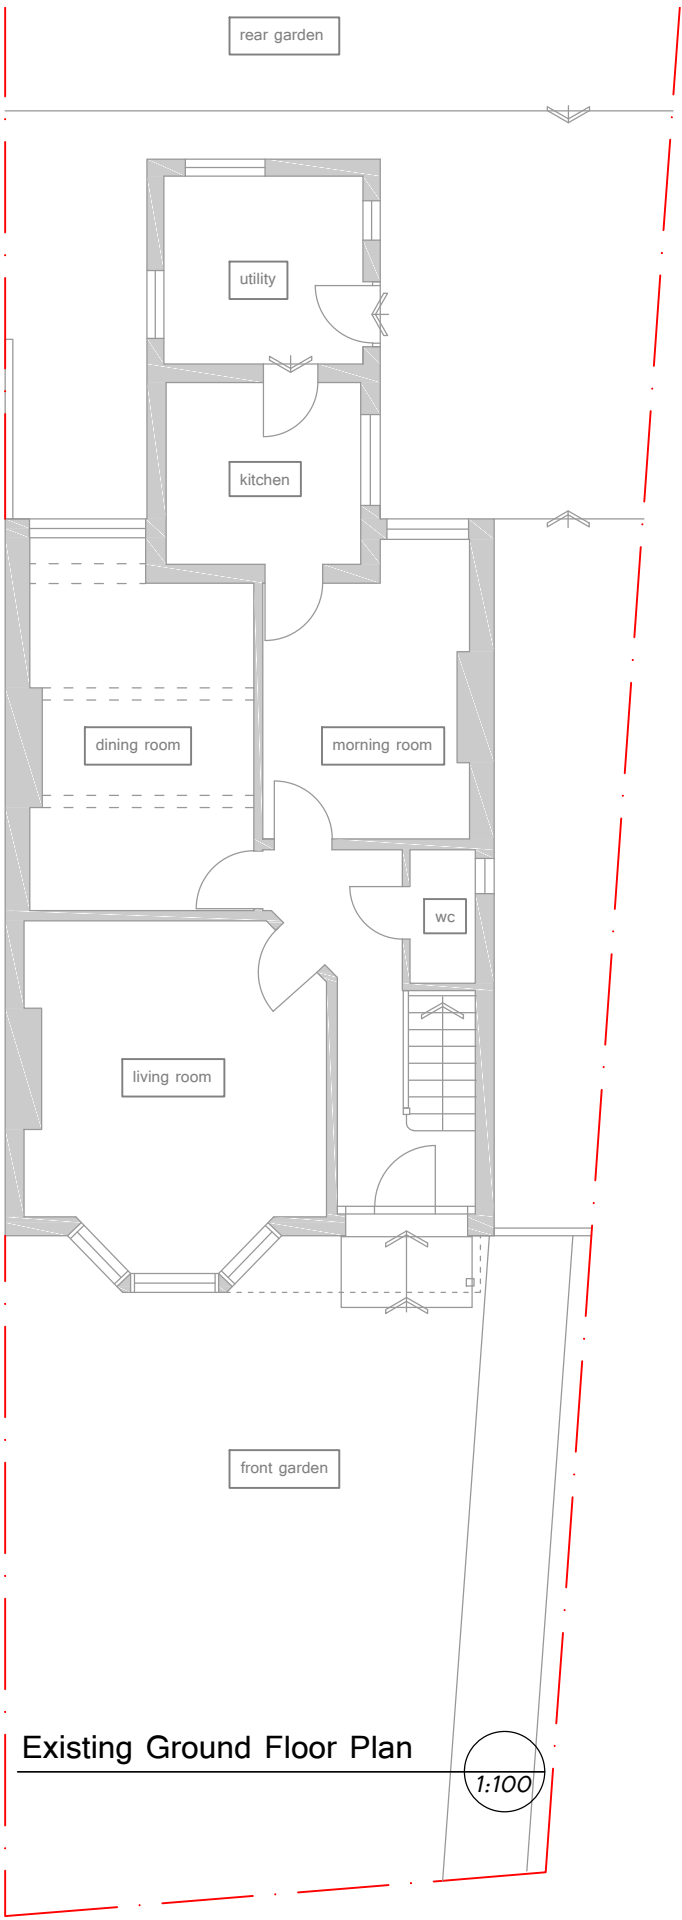 rear garden
utility
kitchen
dining room
morning room
wc
living room
front garden
Existing Ground Floor Plan
1:100